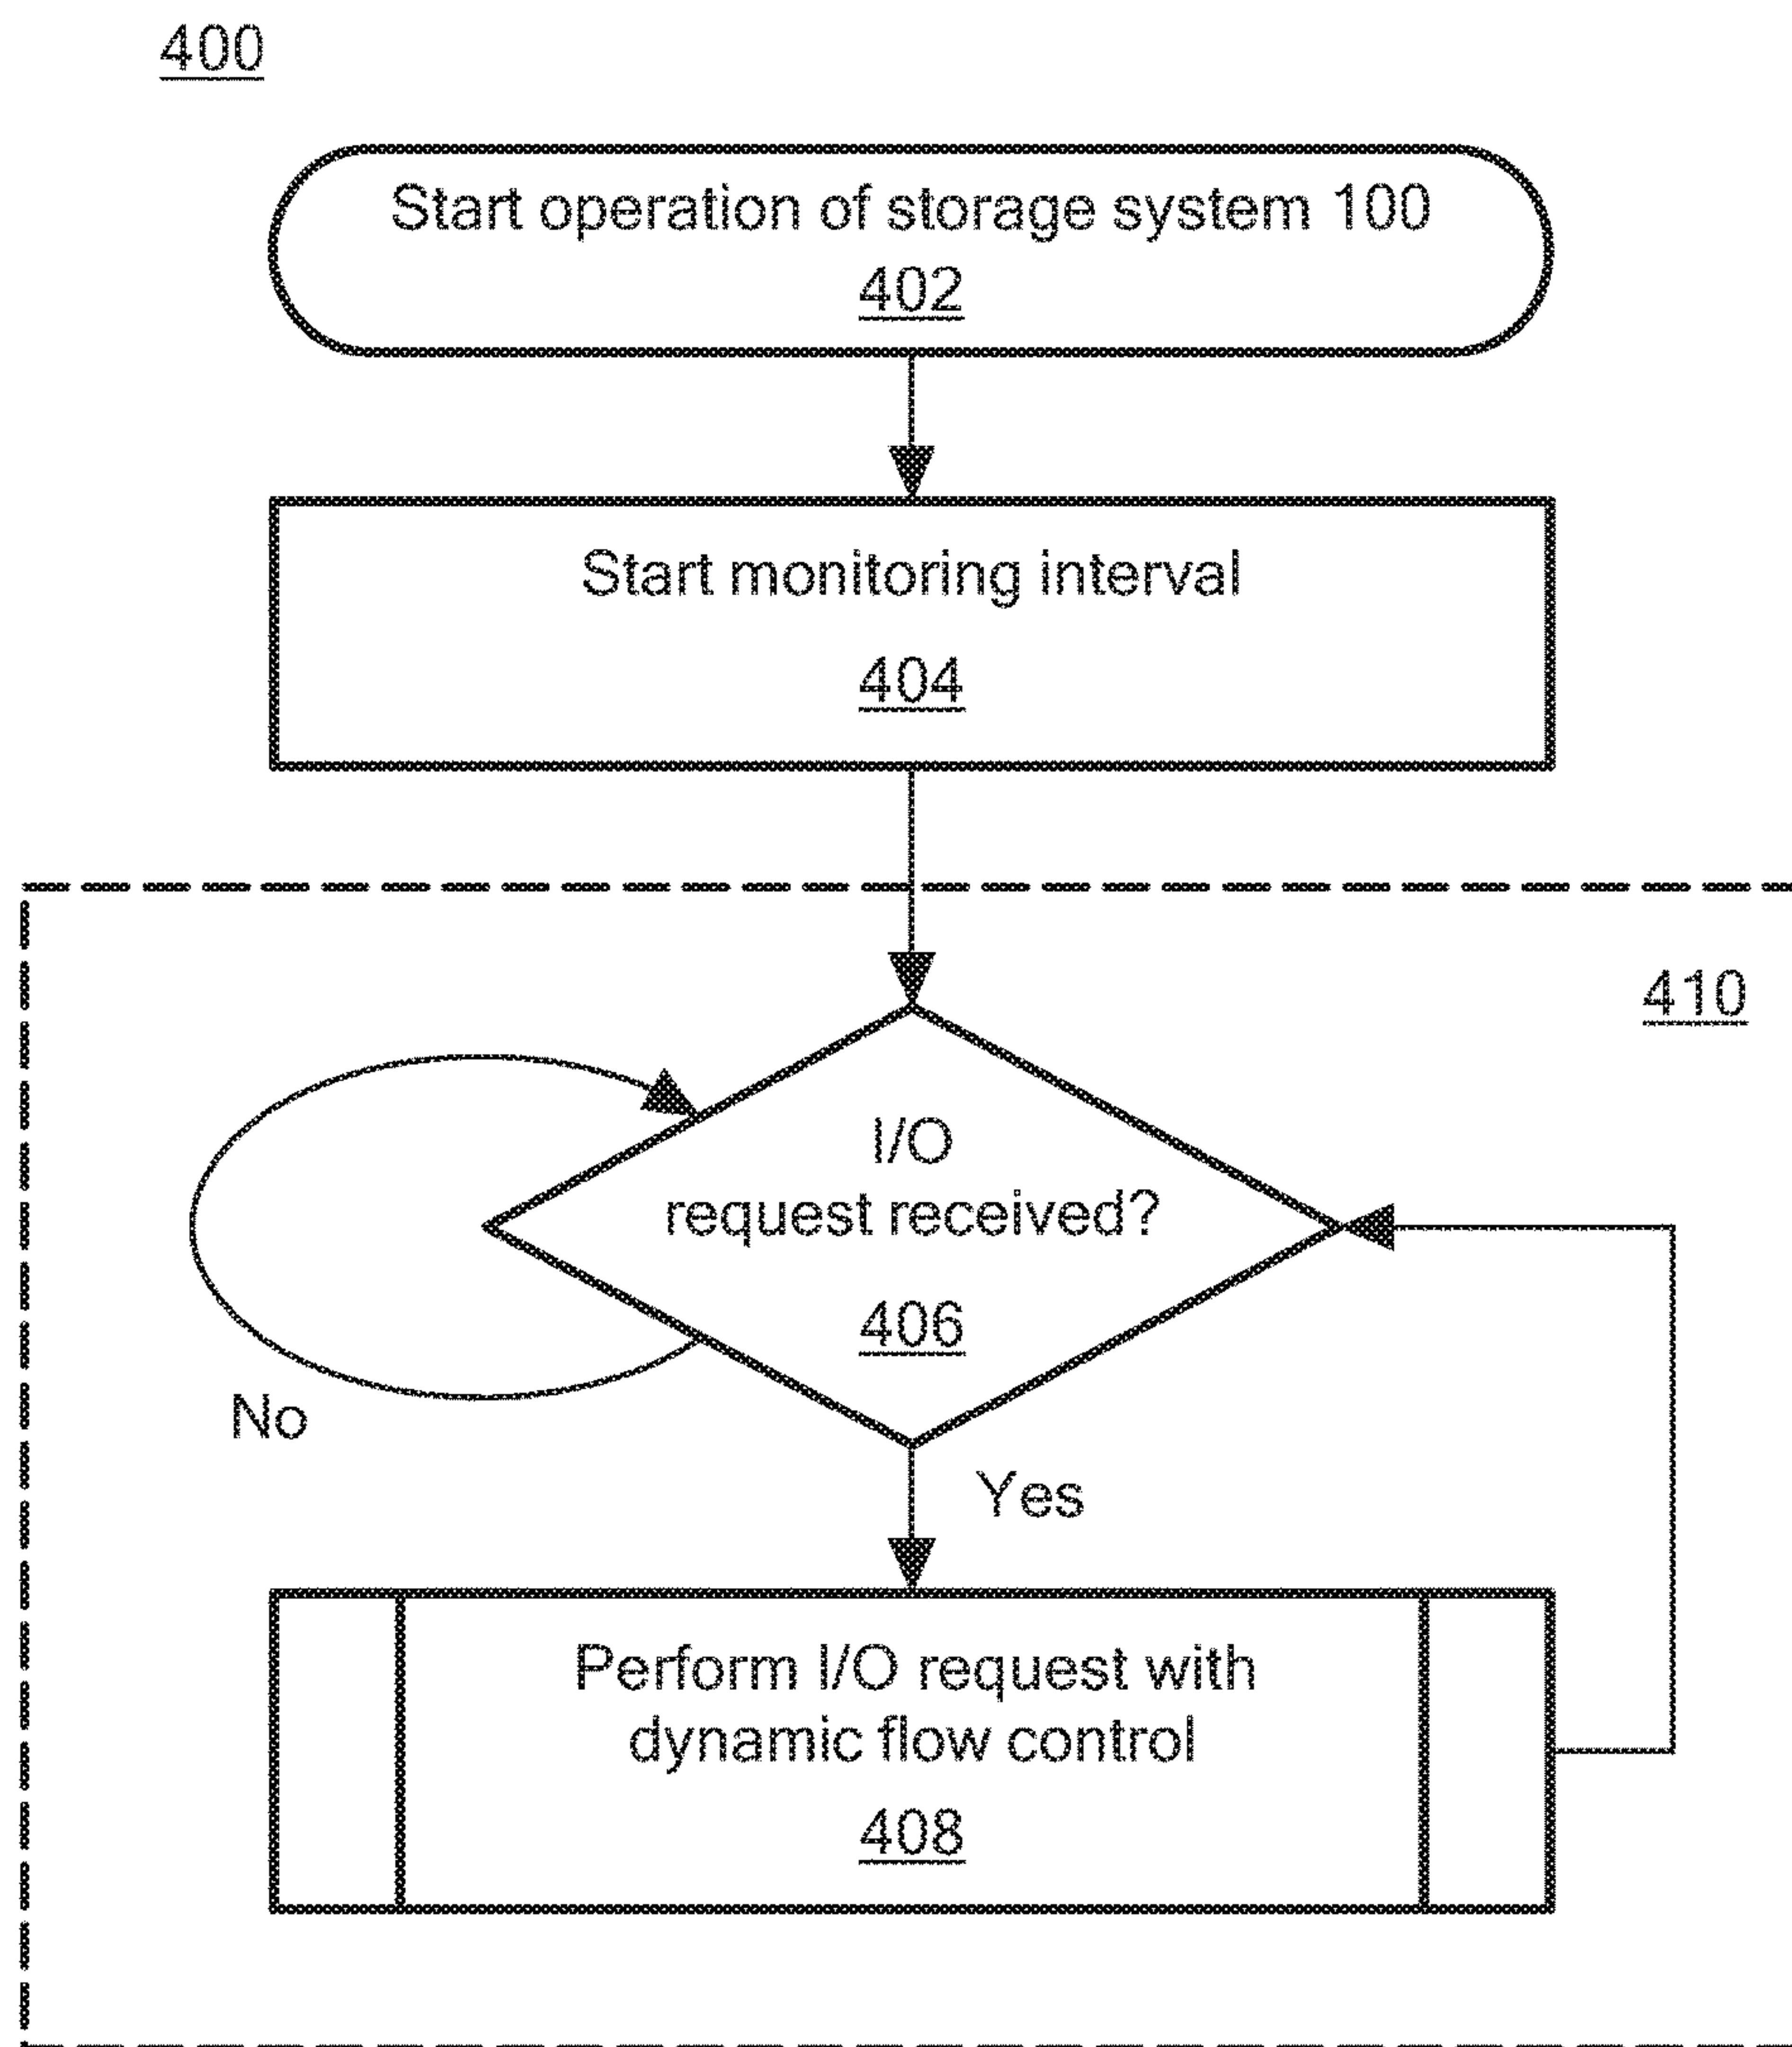 400
Start operation of storage system 100
402
Start monitoring interval
404
410
I/O
request received?
406
No
Yes
Perform I/O request with
dynamic flow control
408